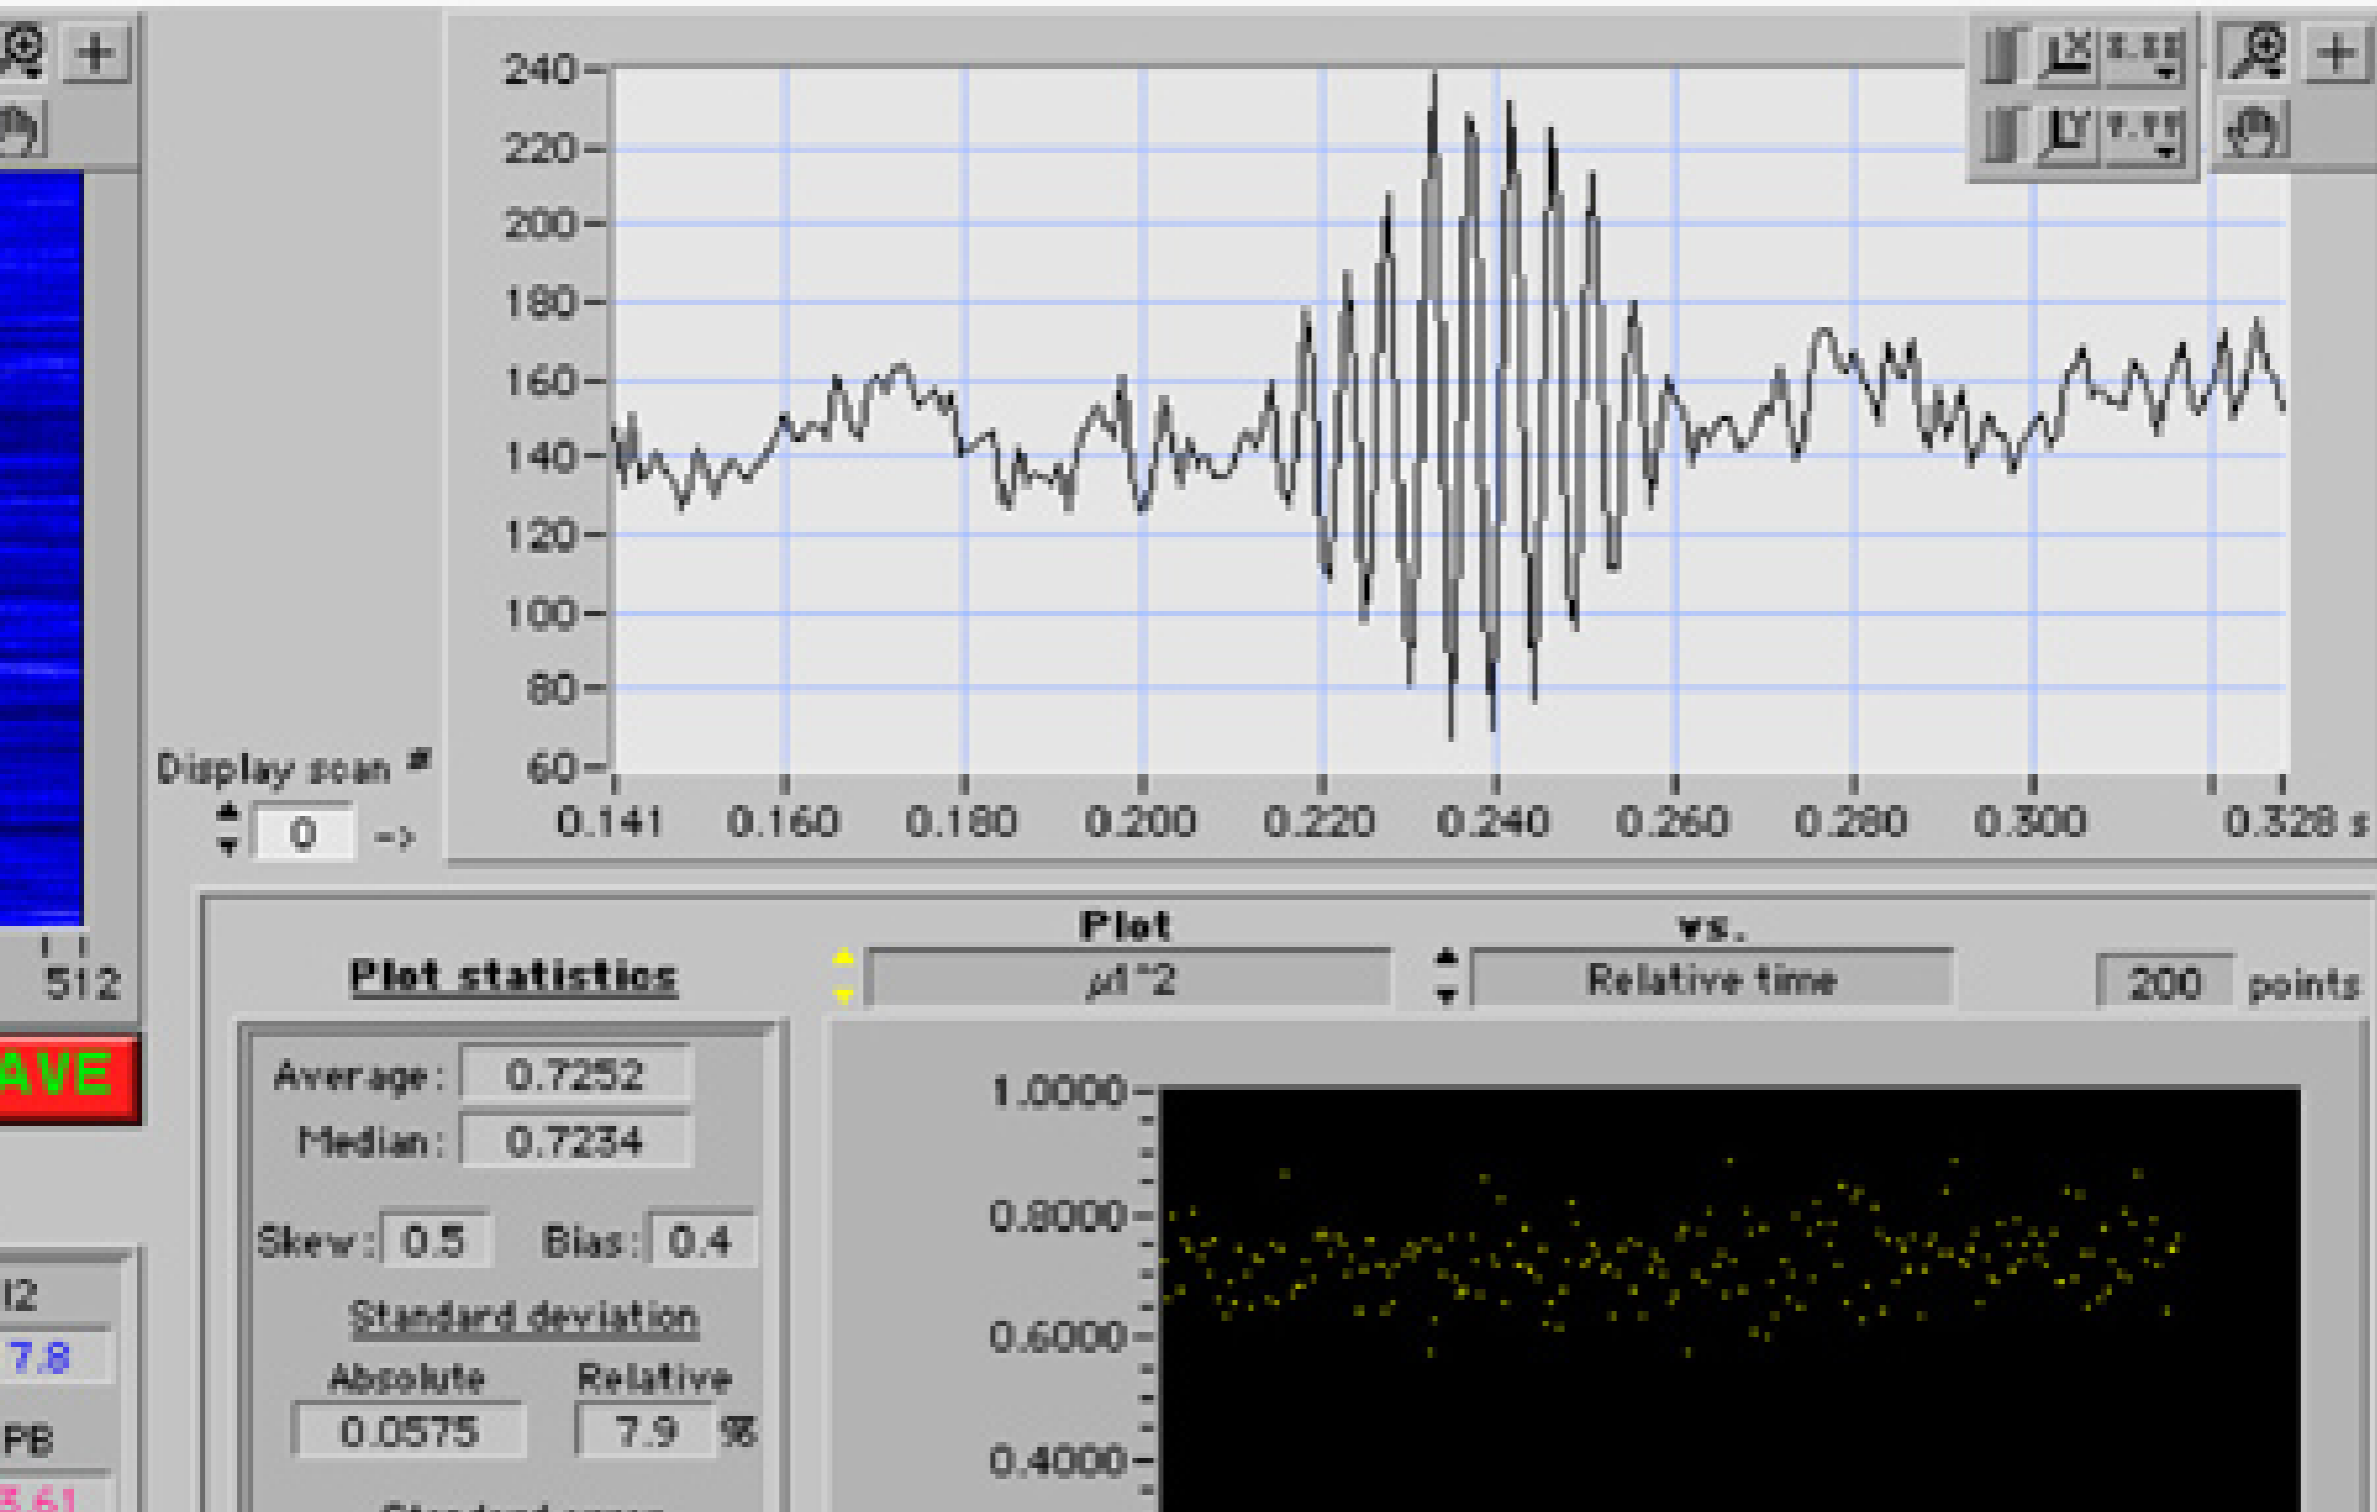 240
220
200
180
160
140
120
100
80
60
0.141 0.160 0.180 0.200 0.220 0.240 0.260 0.280 0.300 0.328 s
Display scan #
0 ->
512
AVE
Plot vs.
µ1^2 Relative time 200 points
Plot statistics
Average: 0.7252
Median: 0.7234
Skew: 0.5 Bias: 0.4
Standard deviation
Absolute Relative
0.0575 7.9 %
1.0000
0.8000
0.6000
0.4000
I2
7.8
PB
3.61